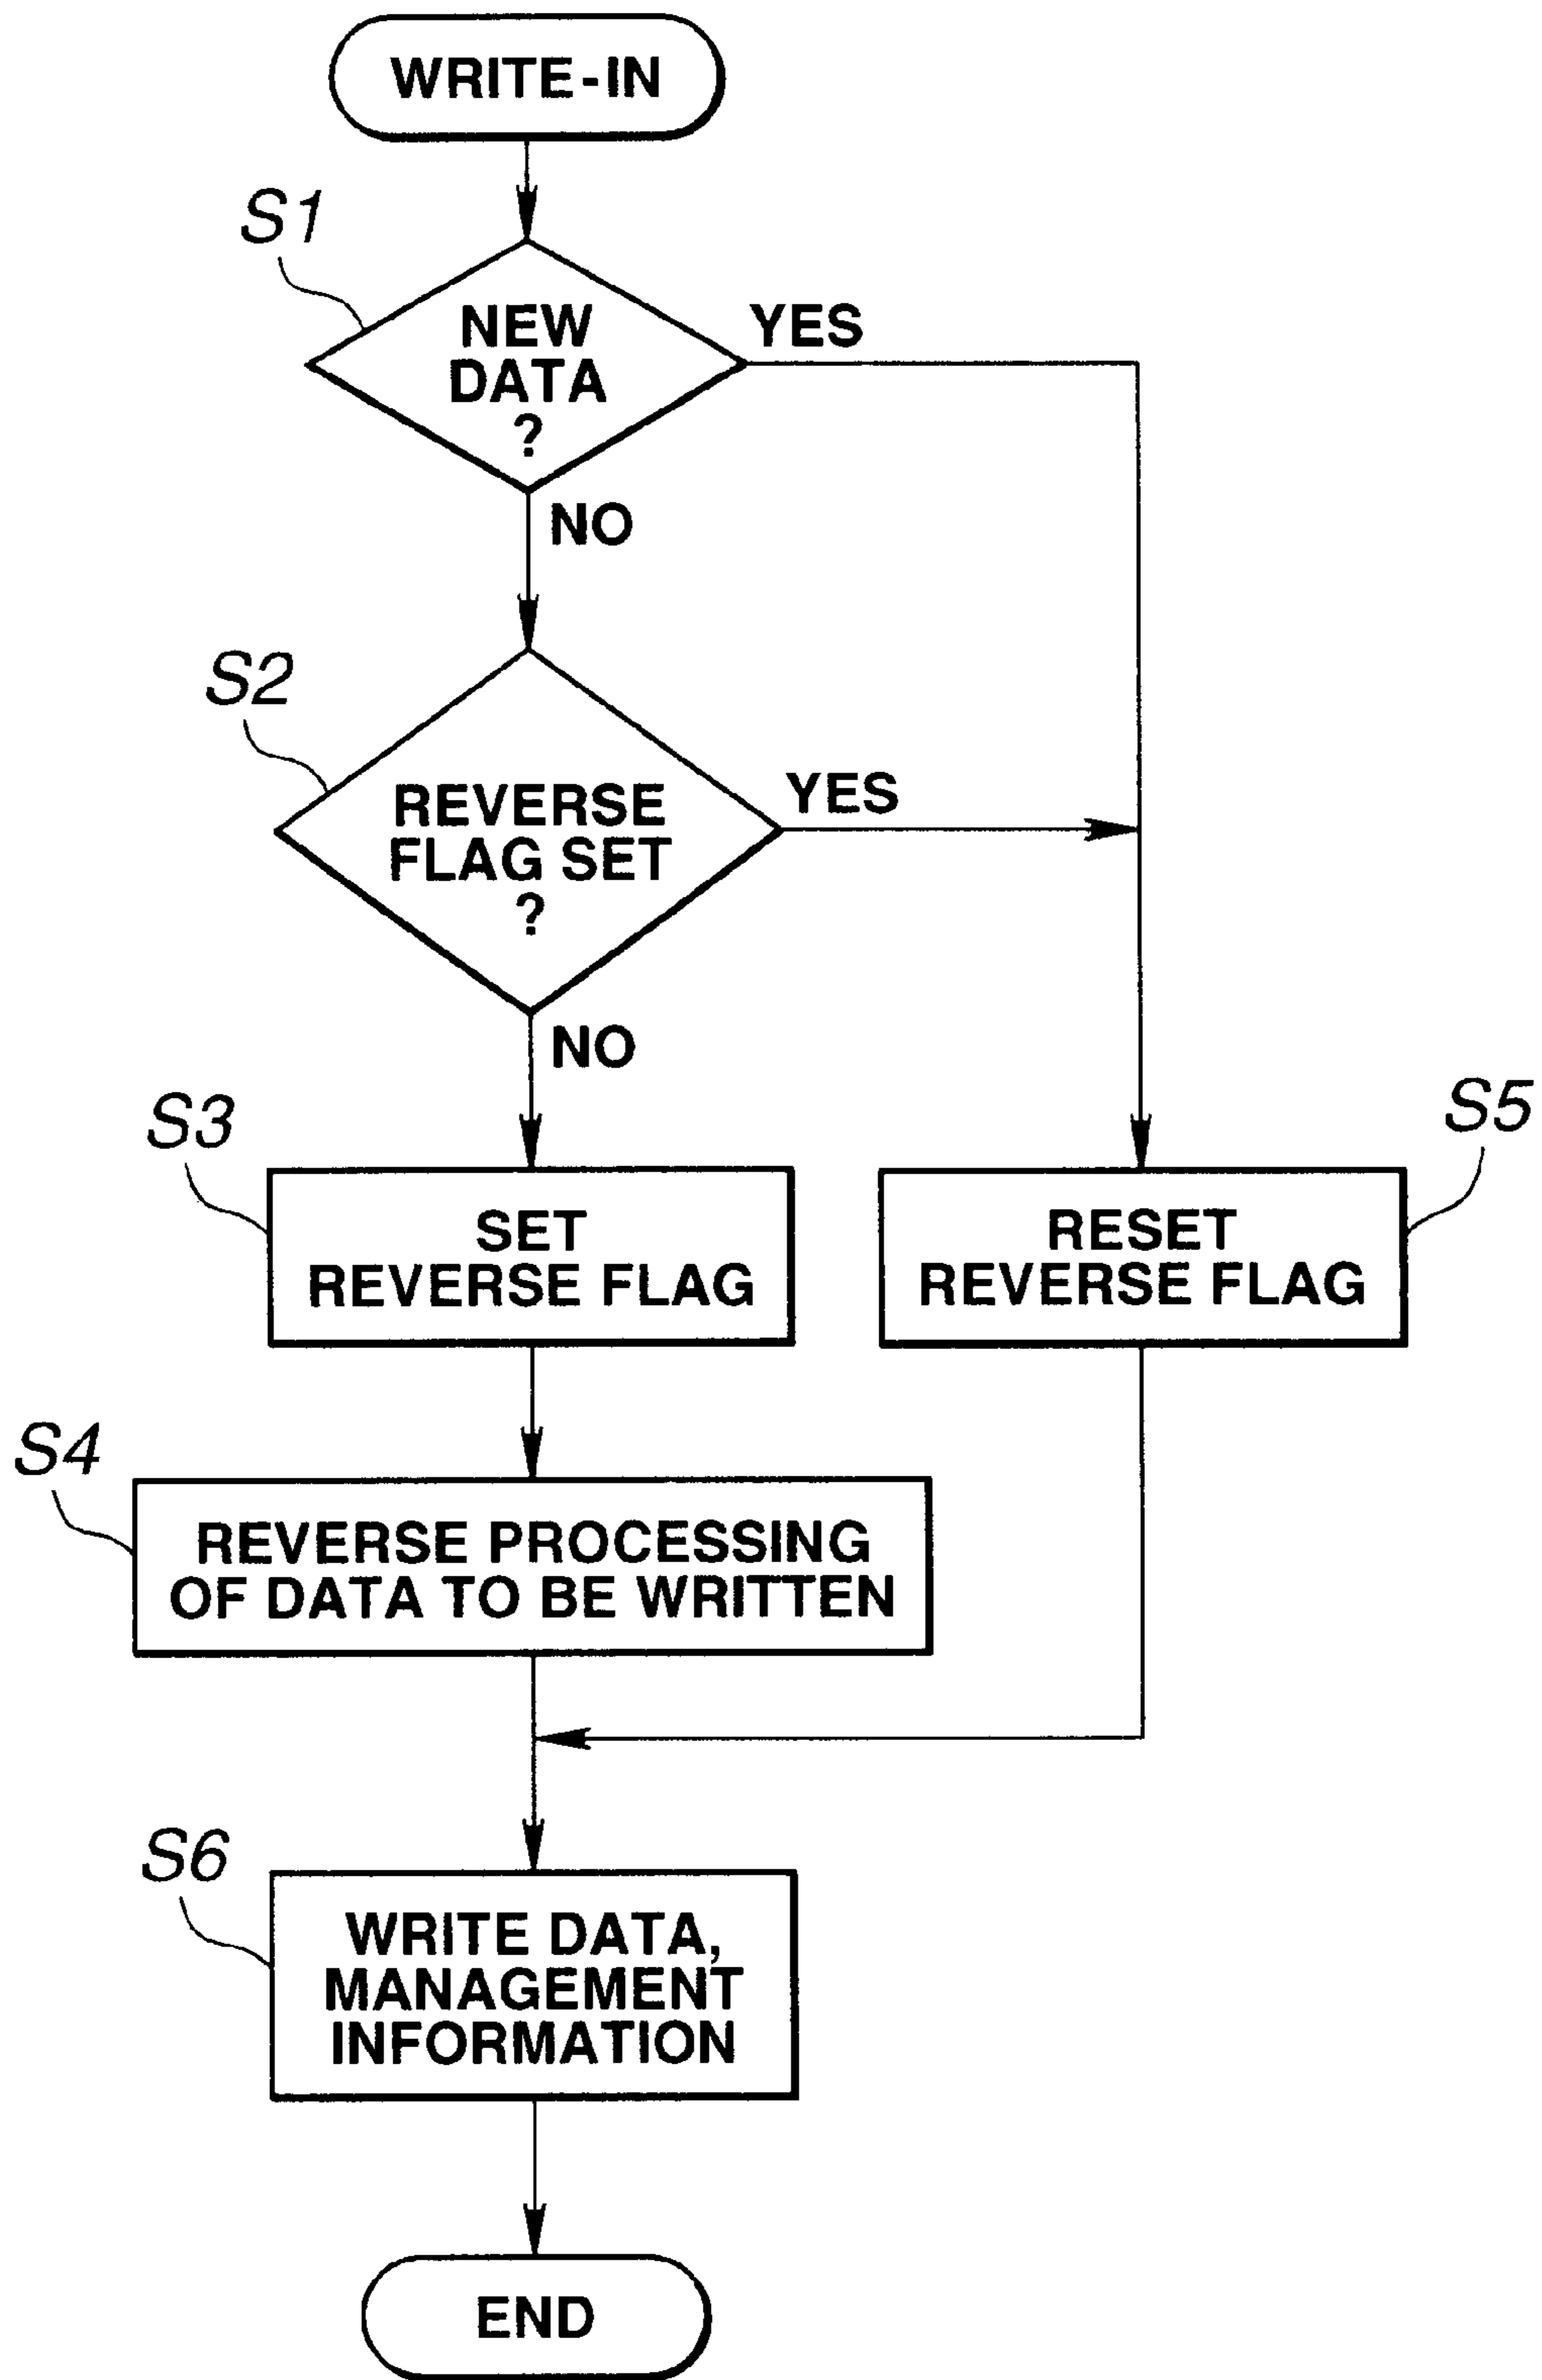 WRITE-IN
S1
NEW
DATA
?
YES
NO
S2
REVERSE
FLAG SET
?
YES
NO
S3
SET
REVERSE FLAG
S5
RESET
REVERSE FLAG
S4
REVERSE PROCESSING
OF DATA TO BE WRITTEN
S6
WRITE DATA,
MANAGEMENT
INFORMATION
END